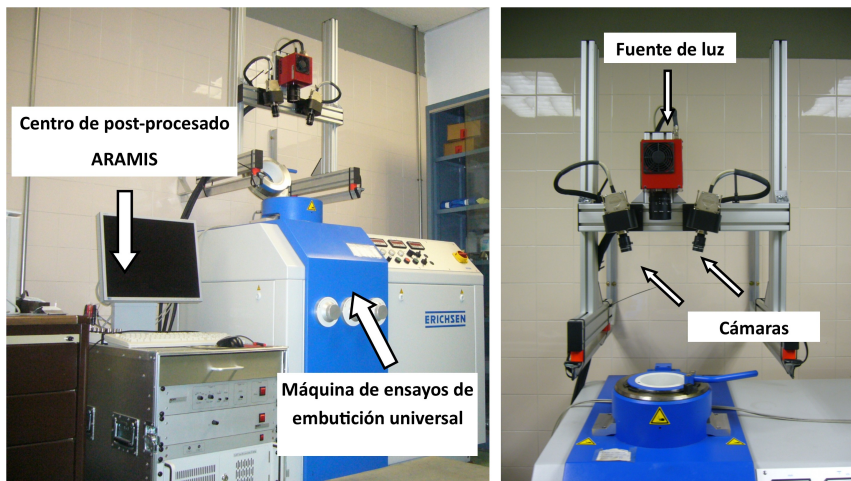 Centro de post-procesado
ARAMIS
ERICHSEN
Máquina de ensayos de
embutición universal
Fuente de luz
Cámaras